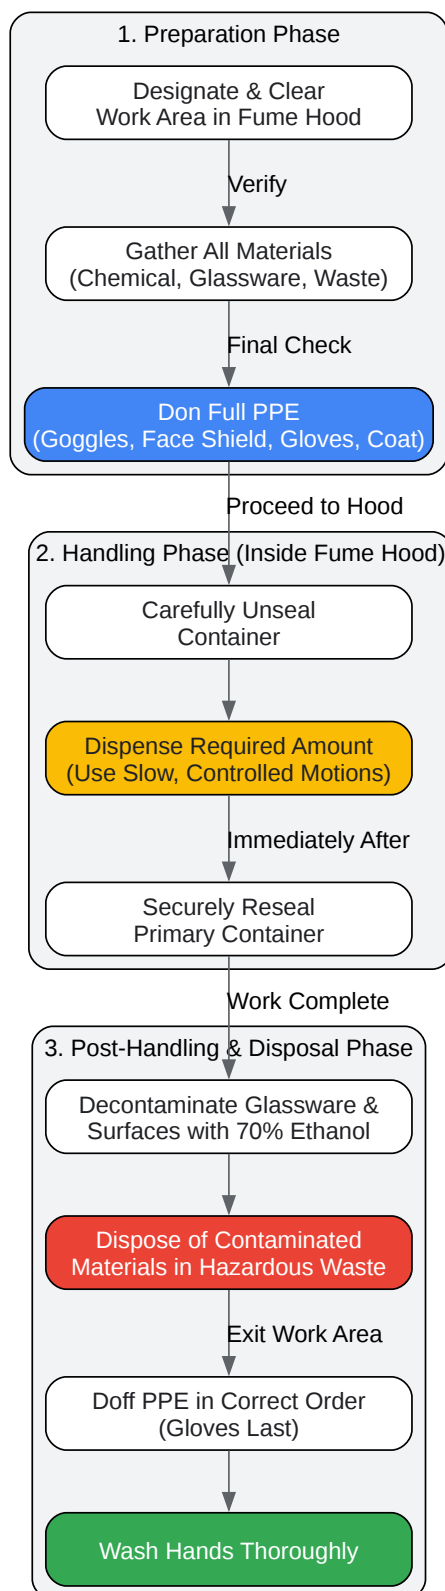 1. Preparation Phase
Designate & Clear
Work Area in Fume Hood
Verify
Gather All Materials
(Chemical, Glassware, Waste)
Final Check
Don Full PPE
(Goggles, Face Shield, Gloves, Coat)
Proceed to Hood
2. Handling Phase (Inside Fume Hood)
Carefully Unseal
Container
Dispense Required Amount
(Use Slow, Controlled Motions)
Immediately After
Securely Reseal
Primary Container
Work Complete
3. Post-Handling & Disposal Phase
Decontaminate Glassware &
Surfaces with 70% Ethanol
Dispose of Contaminated
Materials in Hazardous Waste
Exit Work Area
Doff PPE in Correct Order
(Gloves Last)
Wash Hands Thoroughly